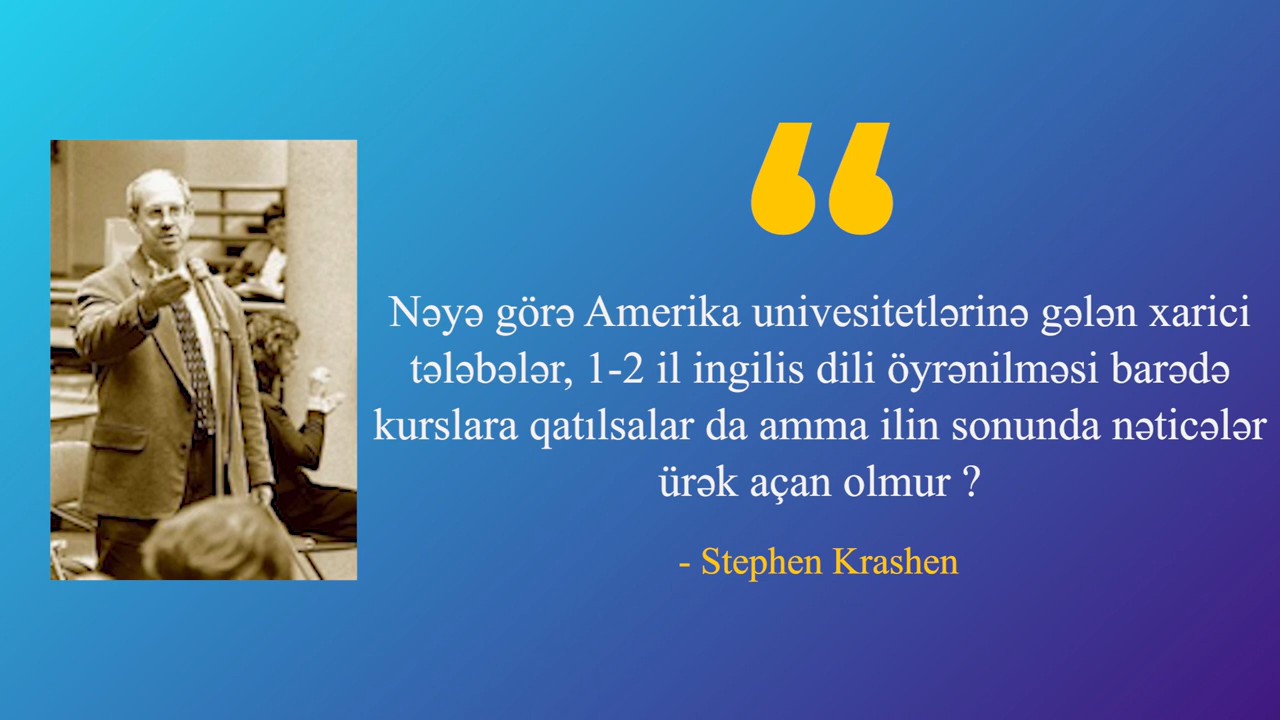 Nəyə görə Amerika univesitetlərinə gələn xarici
tələbələr, 1-2 il ingilis dili öyrənilməsi barədə
kurslara qatılsalar da amma ilin sonunda nəticələr
ürək açan olmur ?
- Stephen Krashen